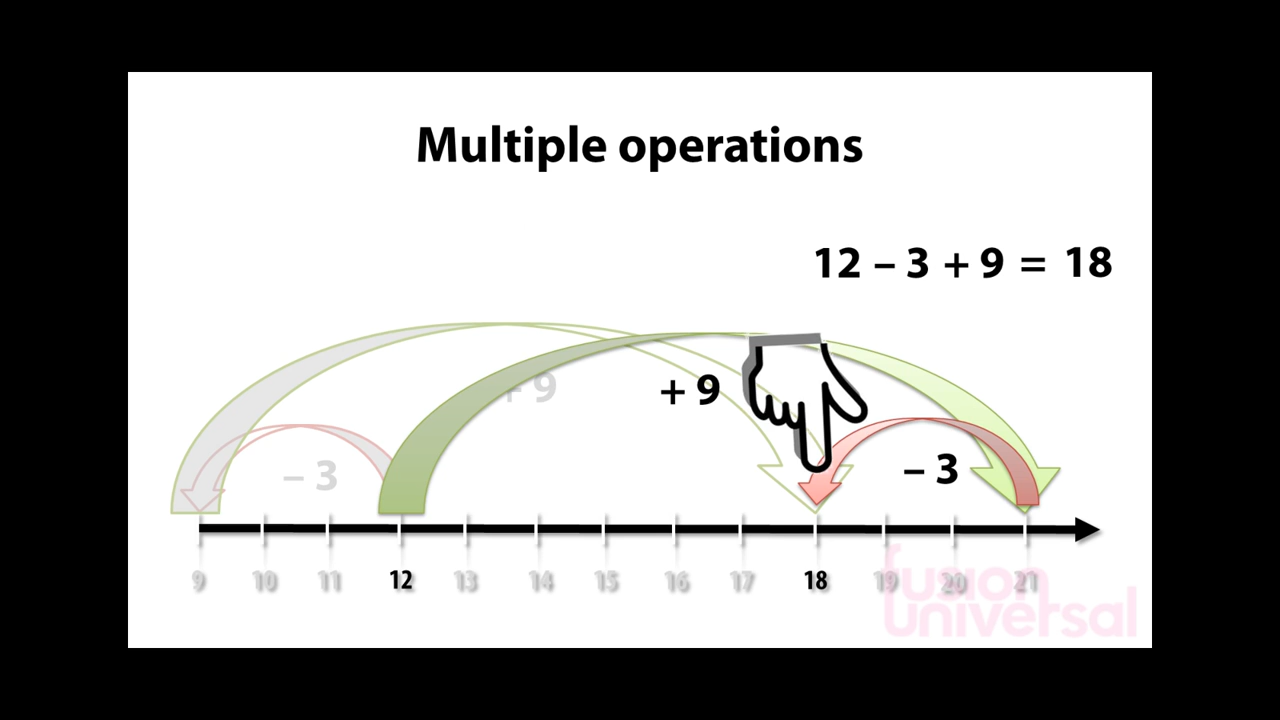 Multiple operations
12 – 3 + 9 = 18
+ 9
+ 9
– 3
– 3
9 10 11 12 13 14 15 16 17 18 19 20 21
fusion
universal